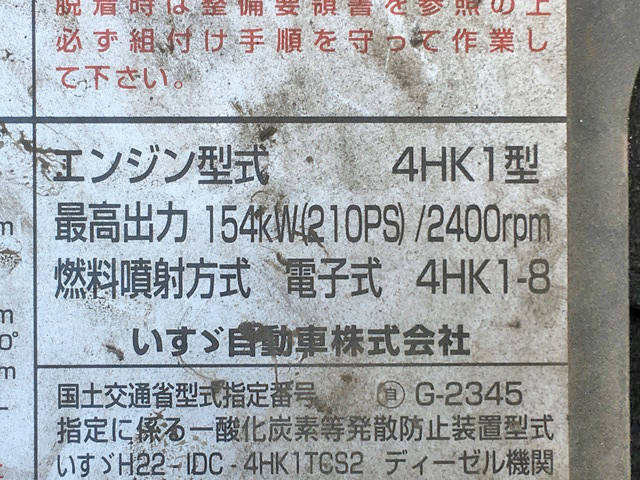 脱着時は整備要領書を参照の上
必ず組付け手順を守って作業し
て下さい。
エンジン型式 4HK1型
最高出力 154kW(210PS)/2400rpm
燃料噴射方式 電子式 4HK1-8
いすゞ自動車株式会社
国土交通省型式指定番号 自 G-2345
指定に係る一酸化炭素等発散防止装置型式
いすゞH22-IDC-4HK1TCS2 ディーゼル機関